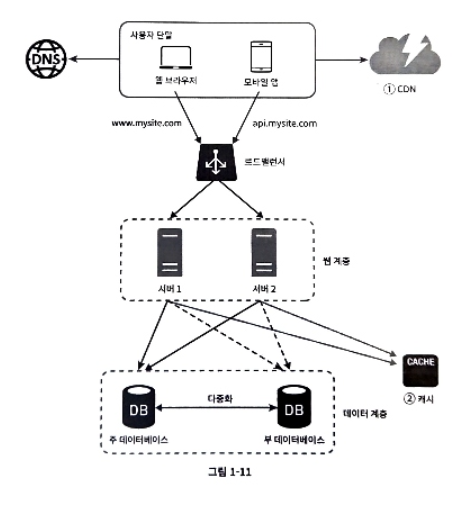 사용자 단말
DNS
웹 브라우저
모바일 앱
① CDN
www.mysite.com
api.mysite.com
로드밸런서
서버 1
서버 2
웹 계층
CACHE
② 캐시
DB
다중화
DB
주 데이터베이스
부 데이터베이스
데이터 계층
그림 1-11